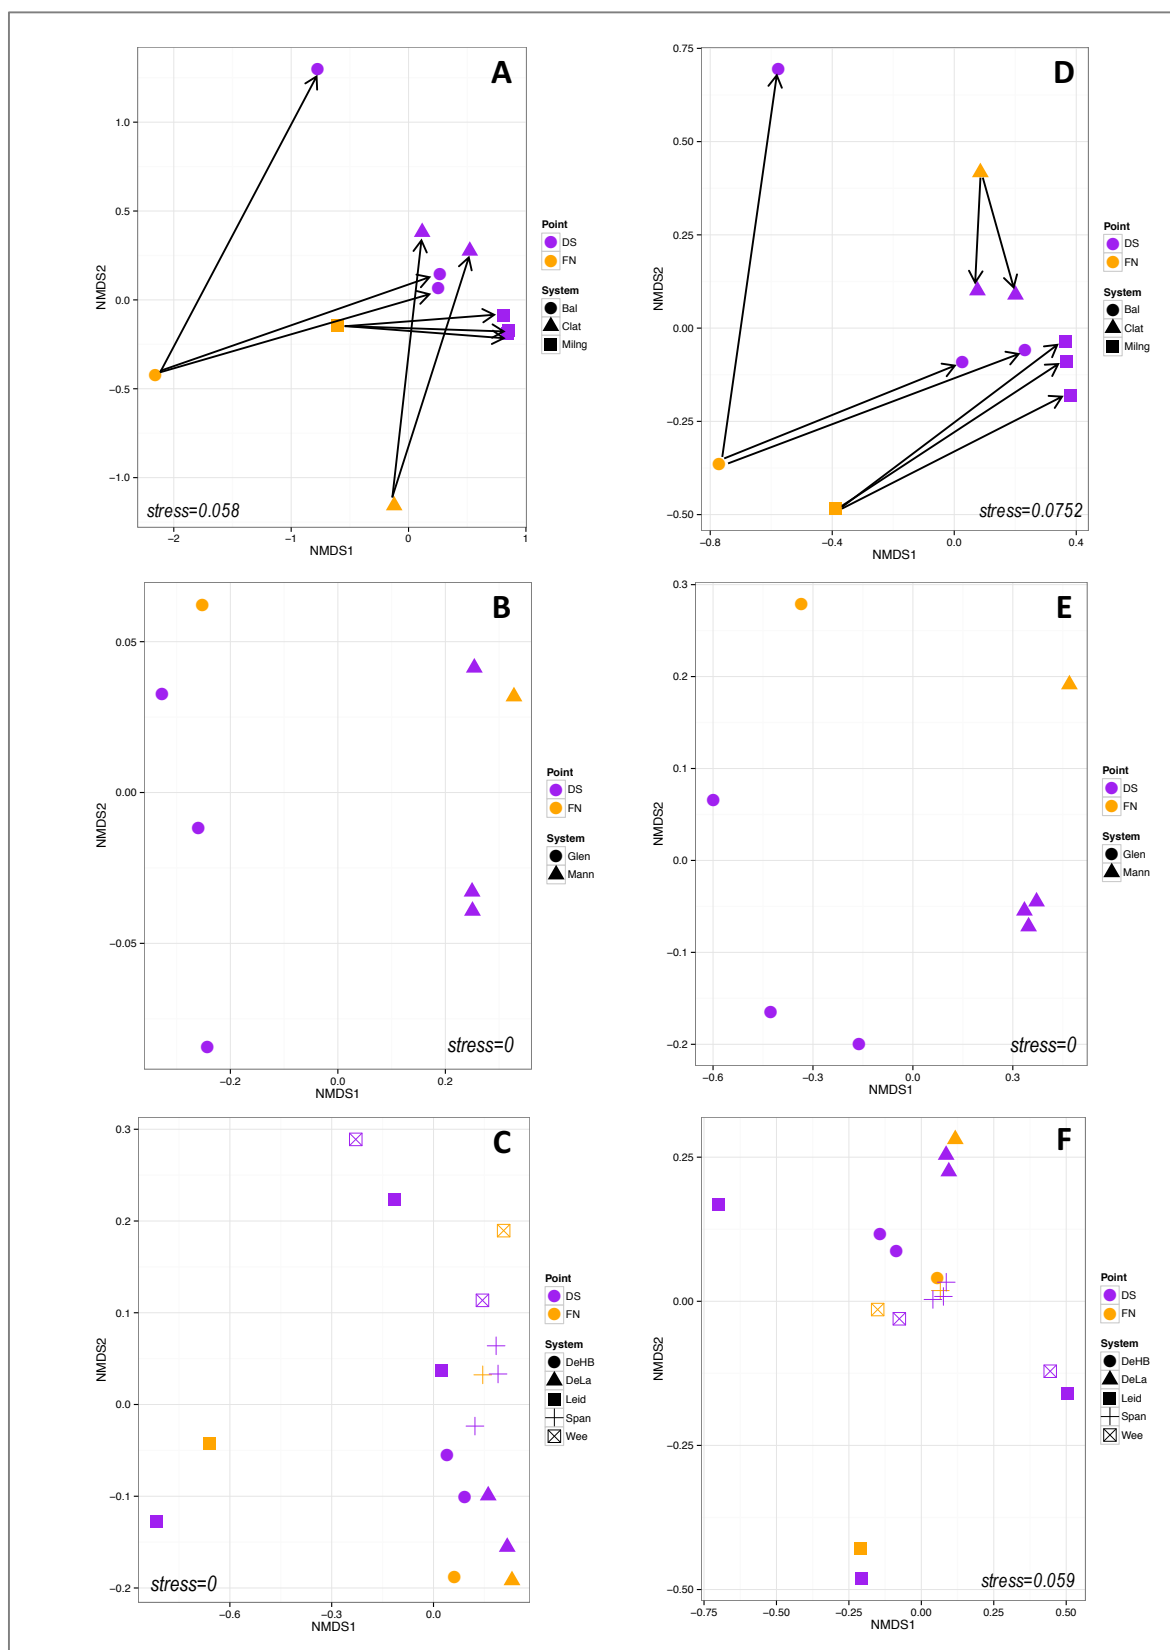 A
1.0
0.5
0.0
−0.5
−1.0
NMDS2
stress=0.058
−2
−1
0
1
NMDS1
Point
DS
FN
System
Bal
Clat
Milng
D
0.75
0.50
0.25
0.00
−0.25
−0.50
NMDS2
stress=0.0752
−0.8
−0.4
0.0
0.4
NMDS1
Point
DS
FN
System
Bal
Clat
Milng
B
0.05
0.00
−0.05
NMDS2
stress=0
−0.2
0.0
0.2
NMDS1
Point
DS
FN
System
Glen
Mann
E
0.3
0.2
0.1
0.0
−0.1
−0.2
NMDS2
stress=0
−0.6
−0.3
0.0
0.3
NMDS1
Point
DS
FN
System
Glen
Mann
C
0.3
0.2
0.1
0.0
−0.1
−0.2
NMDS2
stress=0
−0.6
−0.3
0.0
NMDS1
Point
DS
FN
System
DeHB
DeLa
Leid
Span
Wee
F
0.25
0.00
−0.25
−0.50
NMDS2
stress=0.059
−0.75
−0.50
−0.25
0.00
0.25
0.50
NMDS1
Point
DS
FN
System
DeHB
DeLa
Leid
Span
Wee